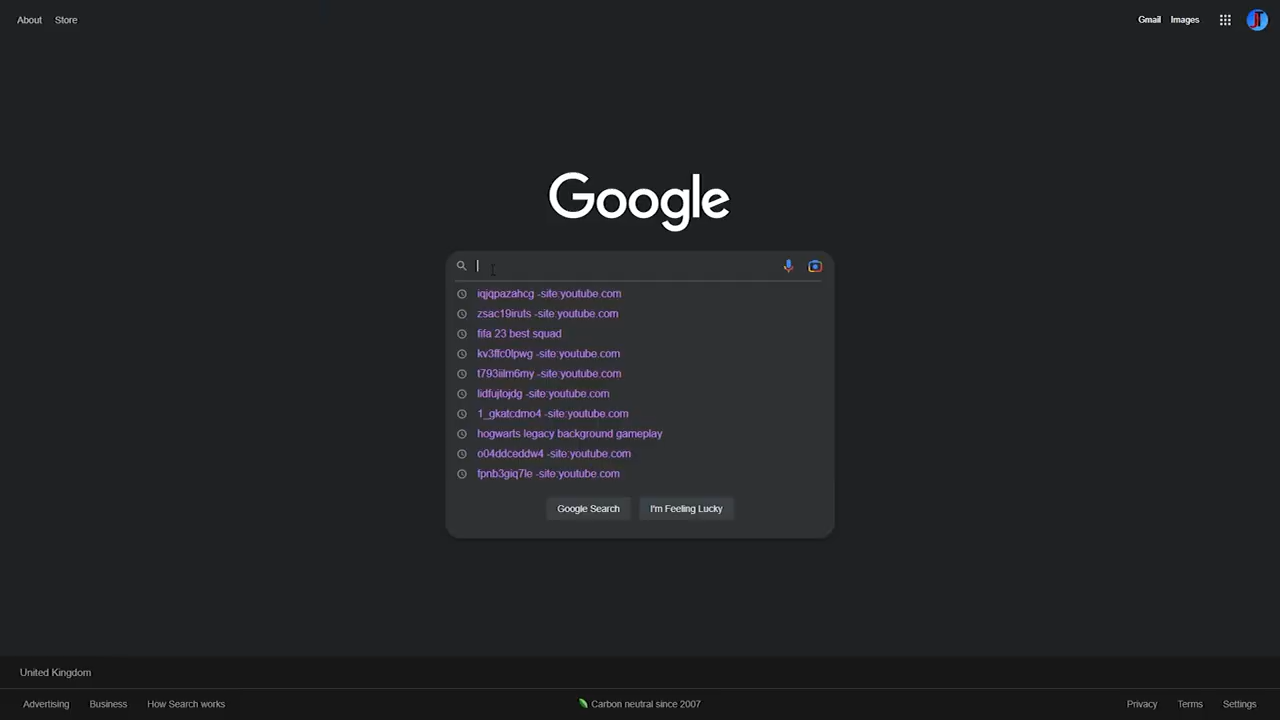 About Store
Gmail Images
JT
Google
iqjqpazahcg -site:youtube.com
zsac19iruts -site:youtube.com
fifa 23 best squad
kv3ffc0lpwg -site:youtube.com
t793iilm6my -site:youtube.com
lidfujtojdg -site:youtube.com
1_gkatcdmo4 -site:youtube.com
hogwarts legacy background gameplay
o04ddceddw4 -site:youtube.com
fpnb3giq7le -site:youtube.com
Google Search I'm Feeling Lucky
United Kingdom
Advertising Business How Search works Carbon neutral since 2007 Privacy Terms Settings